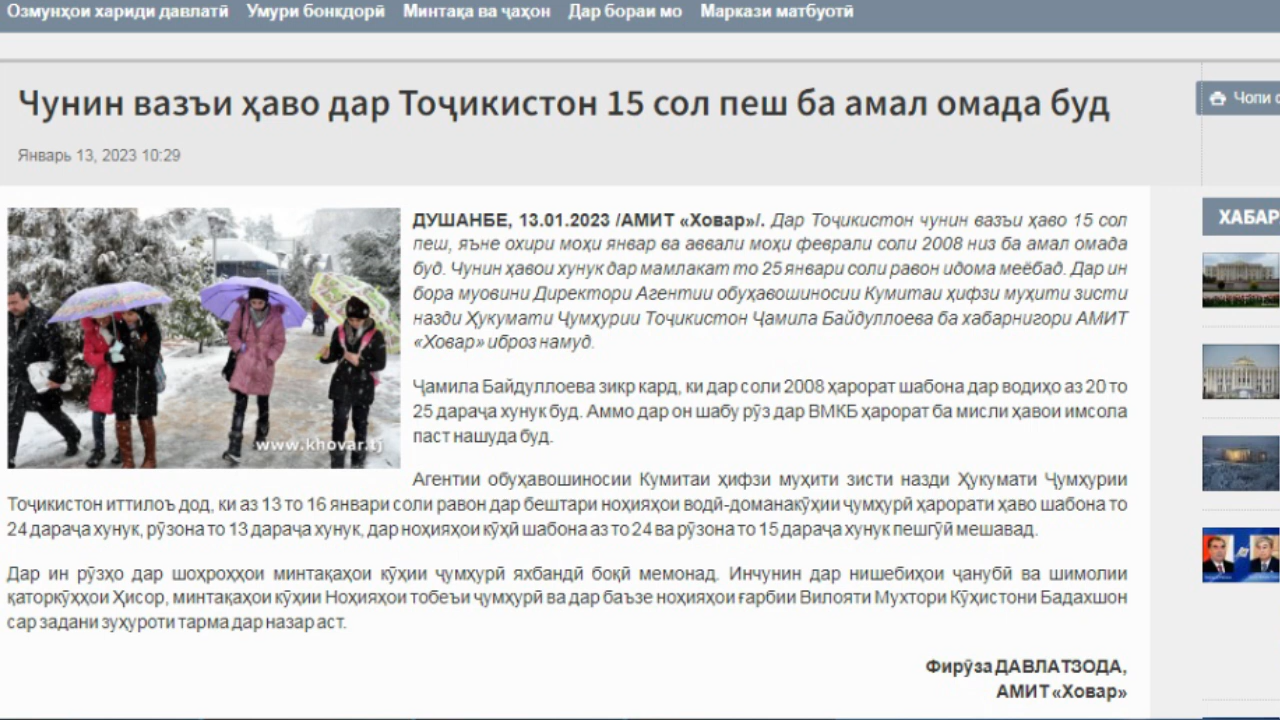 Озмунҳои хариди давлатӣ Умури бонкдорӣ Минтақа ва ҷаҳон Дар бораи мо Маркази матбуотӣ
Чунин вазъи ҳаво дар Тоҷикистон 15 сол пеш ба амал омада буд
Январь 13, 2023 10:29
Чопи
ХАБАР
ДУШАНБЕ, 13.01.2023 /АМИТ «Ховар»/. Дар Тоҷикистон чунин вазъи ҳаво 15 сол
пеш, яъне охири моҳи январ ва аввали моҳи феврали соли 2008 низ ба амал омада
буд. Чунин ҳавои хунук дар мамлакат то 25 январи соли равон идома меёбад. Дар ин
бора муовини Директори Агентии обуҳавошиносии Кумитаи ҳифзи муҳити зисти
назди Ҳукумати Ҷумҳурии Тоҷикистон Ҷамила Байдуллоева ба хабарнигори АМИТ
«Ховар» иброз намуд.
www.khovar.tj
Ҷамила Байдуллоева зикр кард, ки дар соли 2008 ҳарорат шабона дар водиҳо аз 20 то
25 дараҷа хунук буд. Аммо дар он шабу рӯз дар ВМКБ ҳарорат ба мисли ҳавои имсола
паст нашуда буд.
Агентии обуҳавошиносии Кумитаи ҳифзи муҳити зисти назди Ҳукумати Ҷумҳурии
Тоҷикистон иттилоъ дод, ки аз 13 то 16 январи соли равон дар бештари ноҳияҳои водӣ-доманакӯҳии ҷумҳурӣ ҳарорати ҳаво шабона то
24 дараҷа хунук, рӯзона то 13 дараҷа хунук, дар ноҳияҳои кӯҳӣ шабона аз то 24 ва рӯзона то 15 дараҷа хунук пешгӯӣ мешавад.
Дар ин рӯзҳо дар шоҳроҳҳои минтақаҳои кӯҳии ҷумҳурӣ яхбандӣ боқӣ мемонад. Инчунин дар нишебиҳои ҷанубӣ ва шимолии
қаторкӯҳҳои Ҳисор, минтақаҳои кӯҳии Ноҳияҳои тобеъи ҷумҳурӣ ва дар баъзе ноҳияҳои ғарбии Вилояти Мухтори Кӯҳистони Бадахшон
сар задани зуҳуроти тарма дар назар аст.
Фирӯза ДАВЛАТЗОДА,
АМИТ «Ховар»